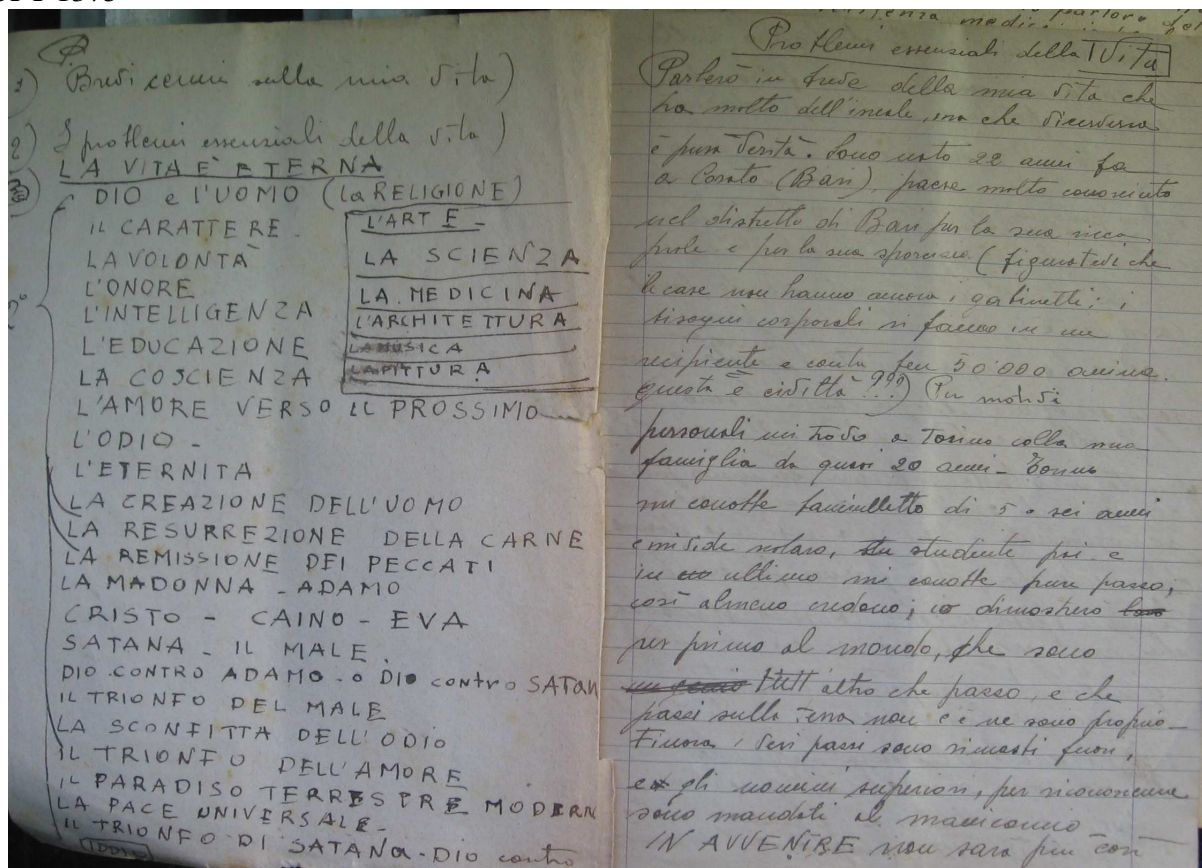 1) Brevi cenni sulla mia Vita)
2) I problemi essenziali della vita)
LA VITA E' ETERNA
3) DIO e L'UOMO (La RELIGIONE)
IL CARATTERE - L'ARTE -
LA VOLONTÀ LA SCIENZA
L'ONORE LA MEDICINA
L'INTELLIGENZA L'ARCHITETTURA
L'EDUCAZIONE LA MUSICA
LA COSCIENZA LA PITTURA
L'AMORE VERSO IL PROSSIMO
L'ODIO -
L'ETERNITA
LA CREAZIONE DELL'UOMO
LA RESURREZIONE DELLA CARNE
LA REMISSIONE DEI PECCATI
LA MADONNA - ADAMO
CRISTO - CAINO - EVA
SATANA - IL MALE.
DIO CONTRO ADAMO - O DIO contro SATAN
IL TRIONFO DEL MALE
LA SCONFITTA DELL'ODIO
IL TRIONFO DELL'AMORE
IL PARADISO TERRESTRE MODERN
LA PACE UNIVERSALE -
IL TRIONFO DI SATANA - DIO contro
IDDIO
Problemi essenziali della Vita
Parlerò in breve della mia vita che
ha molto dell'ireale, ma che viceversa
è pura verità. Sono nato 22 anni fa
a Corato (Bari), paese molto conosciuto
nel distretto di Bari per la sua ricca
prole e per la sua sporcizia (figuratevi che
le case non hanno ancora i gabinetti; i
bisogni corporali si fanno in un
recipiente e conta ben 50'000 anime.
questa è civiltà???) Per motivi
personali mi trovo a Torino colla mia
famiglia da quasi 20 anni - Torino
mi conobbe fanciulletto di 5 o sei anni
e mi vide scolaro, studente poi e
in ultimo mi conobbe pure pazzo,
così almeno credono; io dimostrero
per primo al mondo, che sono
un genio tutt'altro che pazzo, e che
pazzi sulla Terra non c'è ne sono proprio -
Finora i veri pazzi sono rimasti fuori,
e gli uomini superiori, per riconoscenza
sono mandati al manicomio
IN AVVENIRE non sarà più così